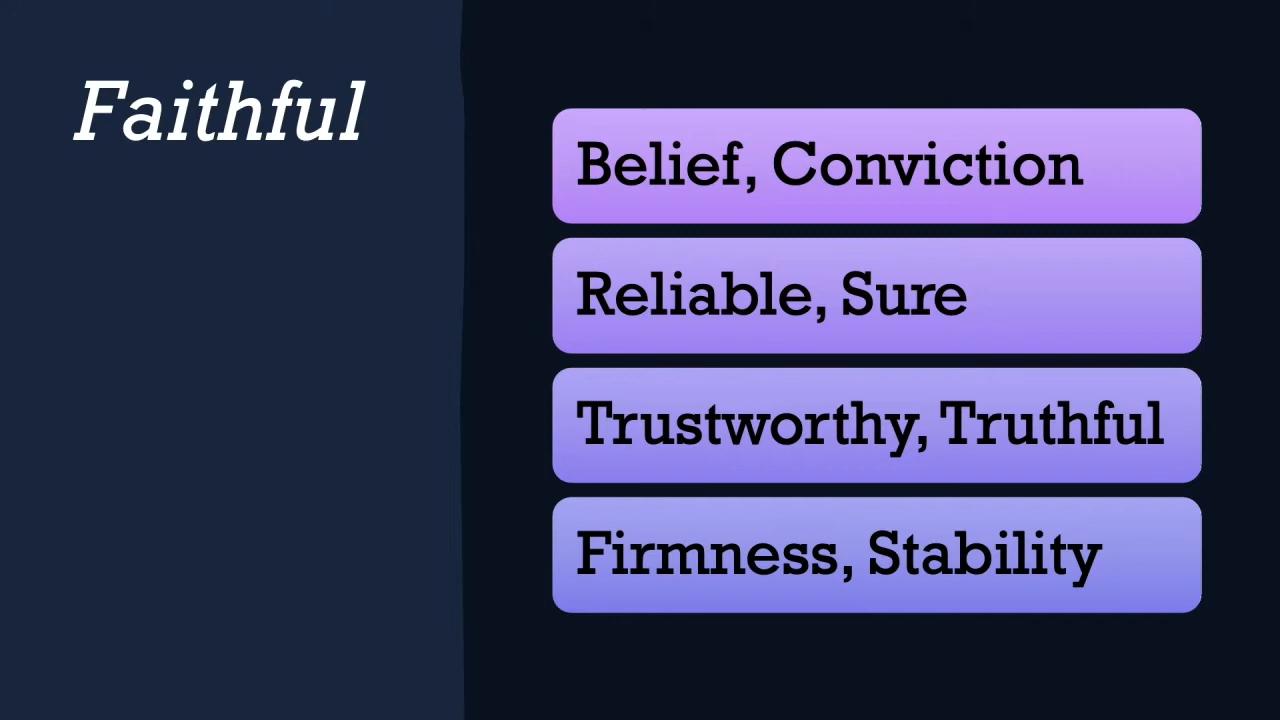 Faithful
Belief, Conviction
Reliable, Sure
Trustworthy, Truthful
Firmness, Stability